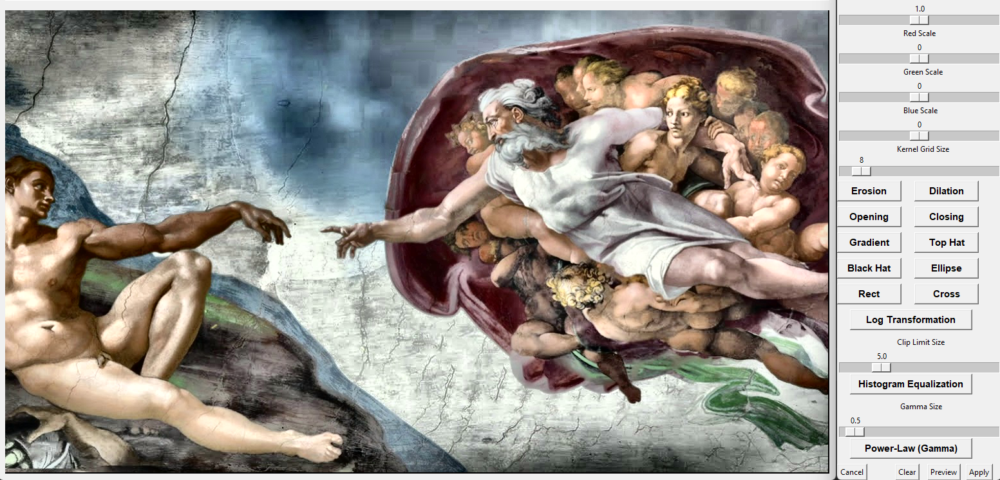 1.0
Red Scale
0
Green Scale
0
Blue Scale
0
Kernel Grid Size
8
Erosion Dilation
Opening Closing
Gradient Top Hat
Black Hat Ellipse
Rect Cross
Log Transformation
Clip Limit Size
5.0
Histogram Equalization
Gamma Size
0.5
Power-Law (Gamma)
Cancel Clear Preview Apply